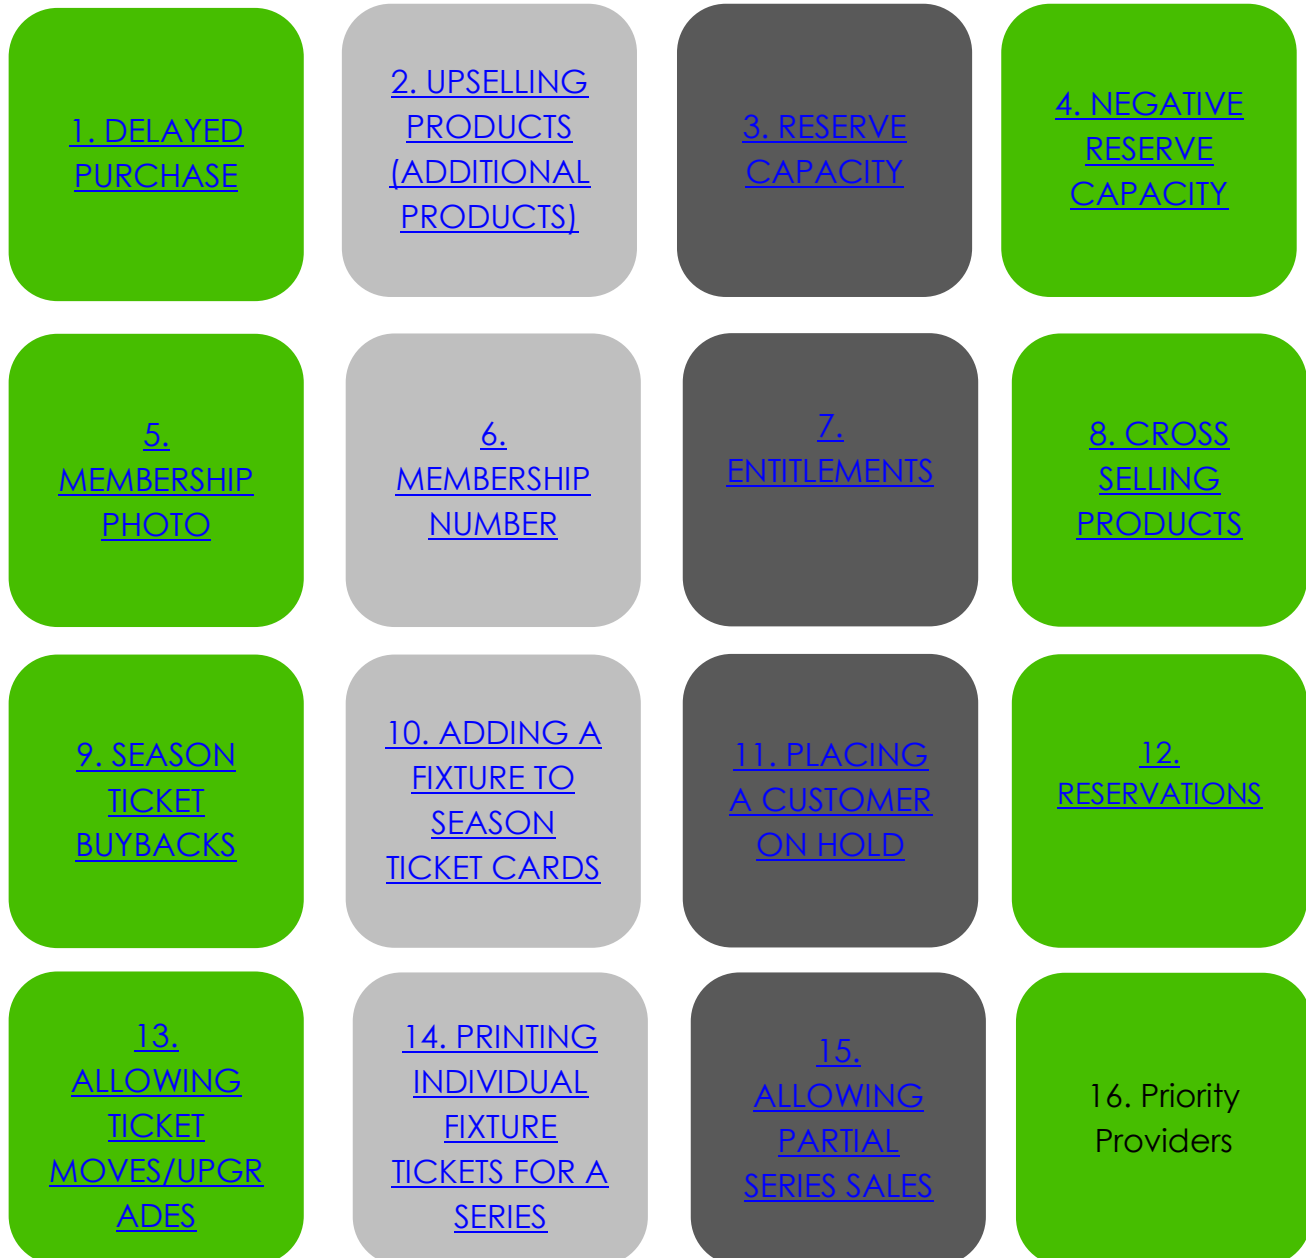 1. DELAYED
PURCHASE
2. UPSELLING
PRODUCTS
(ADDITIONAL
PRODUCTS)
3. RESERVE
CAPACITY
4. NEGATIVE
RESERVE
CAPACITY
5.
MEMBERSHIP
PHOTO
6.
MEMBERSHIP
NUMBER
7.
ENTITLEMENTS
8. CROSS
SELLING
PRODUCTS
9. SEASON
TICKET
BUYBACKS
10. ADDING A
FIXTURE TO
SEASON
TICKET CARDS
11. PLACING
A CUSTOMER
ON HOLD
12.
RESERVATIONS
13.
ALLOWING
TICKET
MOVES/UPGR
ADES
14. PRINTING
INDIVIDUAL
FIXTURE
TICKETS FOR A
SERIES
15.
ALLOWING
PARTIAL
SERIES SALES
16. Priority
Providers